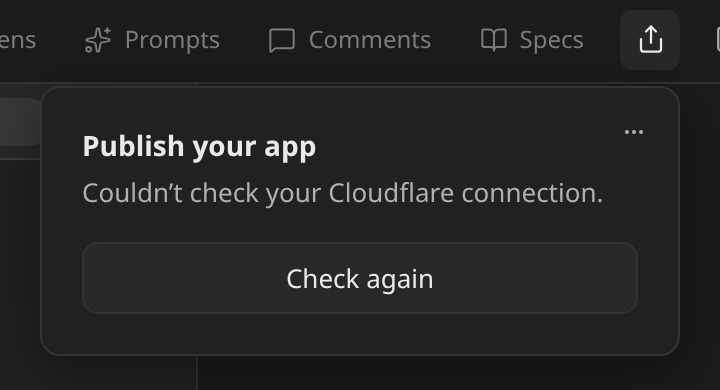 ens Prompts Comments Specs
Publish your app
Couldn’t check your Cloudflare connection.
Check again